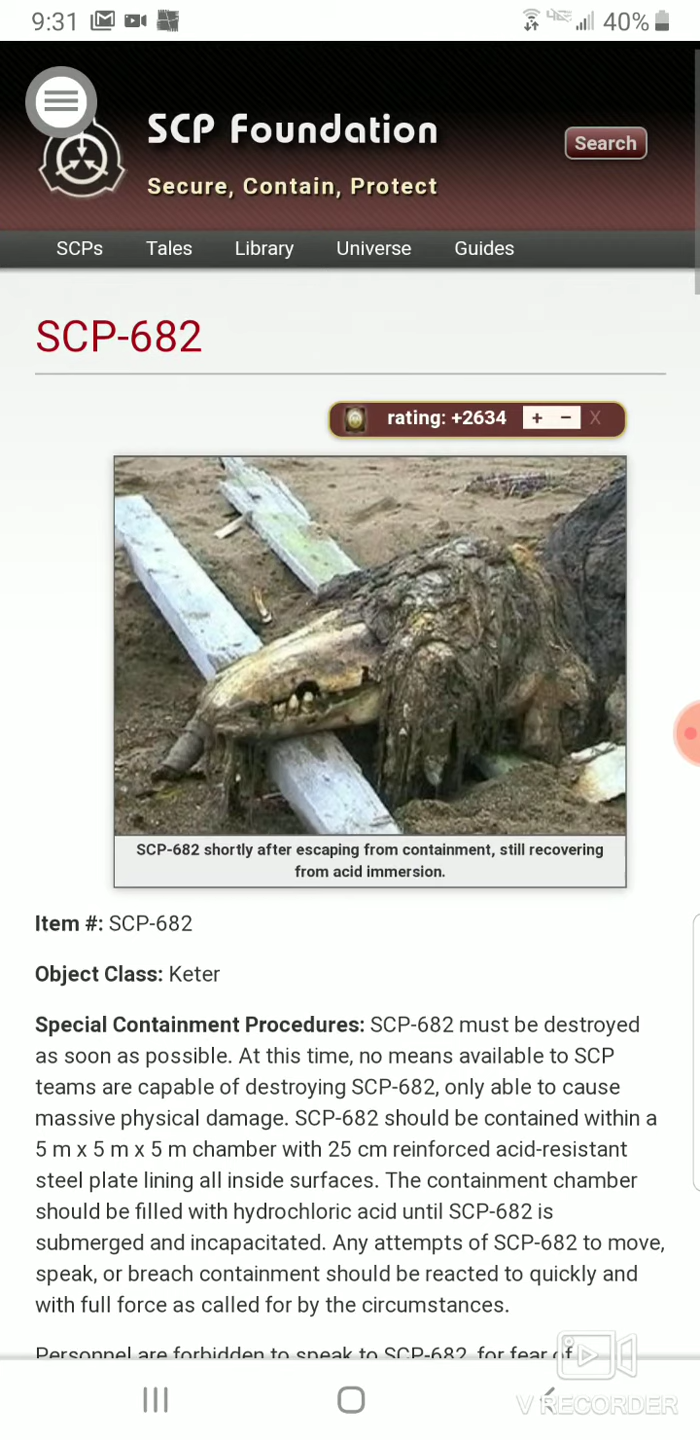 9:31
40%
SCP Foundation
Search
Secure, Contain, Protect
SCPs Tales Library Universe Guides
SCP-682
rating: +2634 + – X
SCP-682 shortly after escaping from containment, still recovering
from acid immersion.
Item #: SCP-682
Object Class: Keter
Special Containment Procedures: SCP-682 must be destroyed
as soon as possible. At this time, no means available to SCP
teams are capable of destroying SCP-682, only able to cause
massive physical damage. SCP-682 should be contained within a
5 m x 5 m x 5 m chamber with 25 cm reinforced acid-resistant
steel plate lining all inside surfaces. The containment chamber
should be filled with hydrochloric acid until SCP-682 is
submerged and incapacitated. Any attempts of SCP-682 to move,
speak, or breach containment should be reacted to quickly and
with full force as called for by the circumstances.
Personnel are forbidden to speak to SCP-682, for fear of
V RECORDER